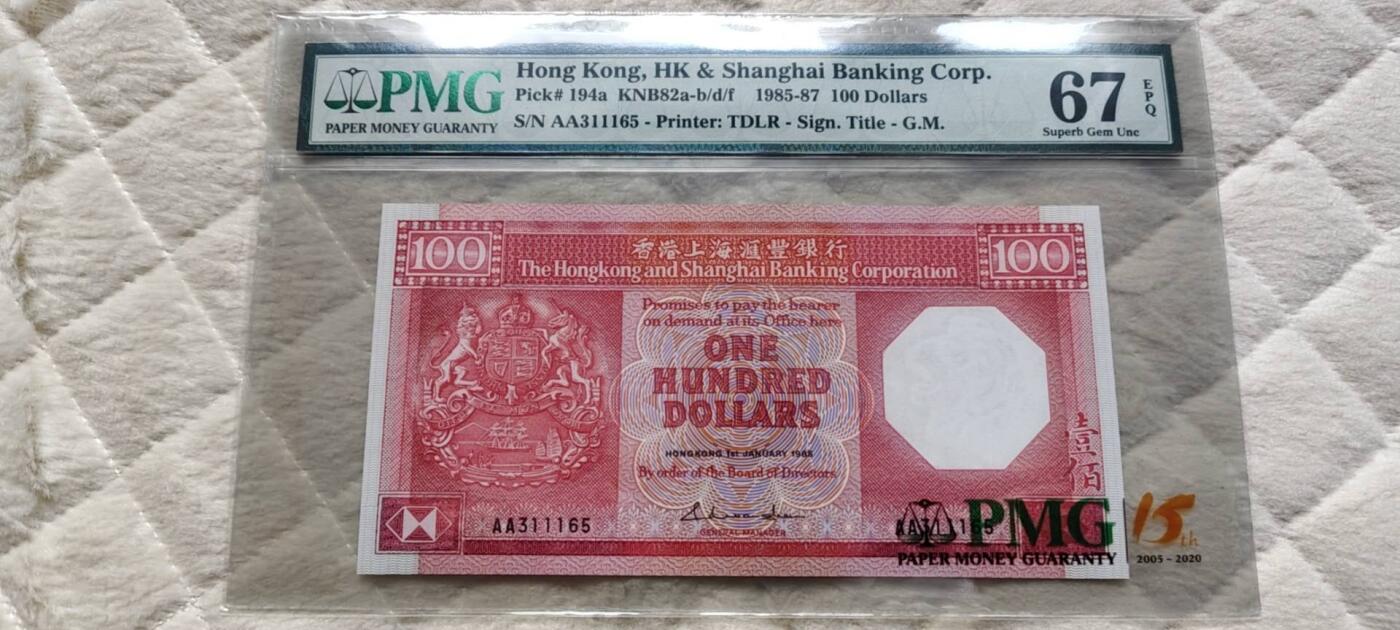 PMG
PAPER MONEY GUARANTY
Hong Kong, HK & Shanghai Banking Corp.
Pick# 194a KNB82a-b/d/f 1985-87 100 Dollars
S/N AA311165 - Printer: TDLR - Sign. Title - G.M.
67
EPQ
Superb Gem Unc
100
香港上海滙豐銀行
100
The Hongkong and Shanghai Banking Corporation
Promises to pay the bearer
on demand at its Office here
ONE
HUNDRED
DOLLARS
HONGKONG 1st JANUARY 1985
By order of the Board of Directors
壹佰
AA311165
GENERAL MANAGER
AA311165
PMG
PAPER MONEY GUARANTY
15th
2005 - 2020